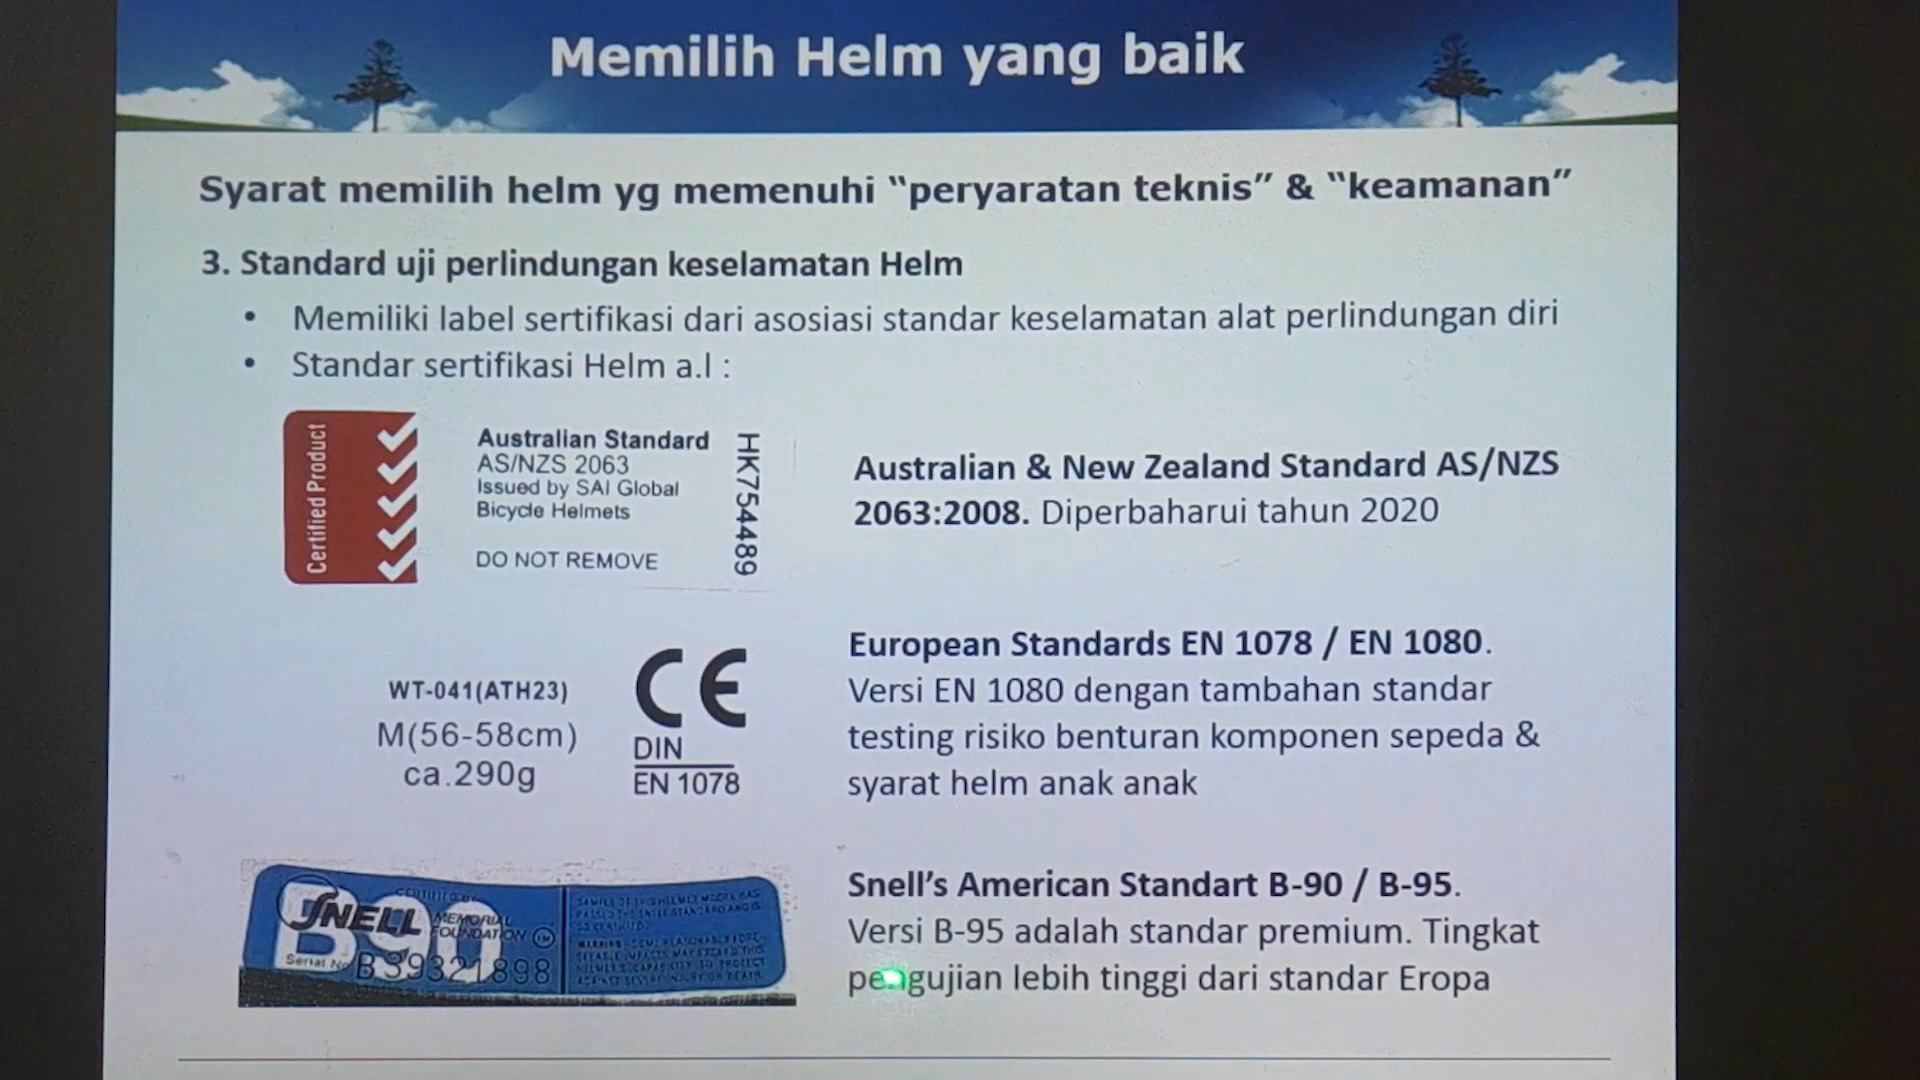 Memilih Helm yang baik
Syarat memilih helm yg memenuhi “peryaratan teknis” & “keamanan”
3. Standard uji perlindungan keselamatan Helm
• Memiliki label sertifikasi dari asosiasi standar keselamatan alat perlindungan diri
• Standar sertifikasi Helm a.l :
Certified Product
Australian Standard
AS/NZS 2063
Issued by SAI Global
Bicycle Helmets
DO NOT REMOVE
HK754489
Australian & New Zealand Standard AS/NZS
2063:2008. Diperbaharui tahun 2020
WT-041(ATH23)
M(56-58cm)
ca.290g
CE
DIN
EN 1078
European Standards EN 1078 / EN 1080.
Versi EN 1080 dengan tambahan standar
testing risiko benturan komponen sepeda &
syarat helm anak anak
B90
CERTIFIED BY
SNELL MEMORIAL
FOUNDATION
Serial No
Snell’s American Standart B-90 / B-95.
Versi B-95 adalah standar premium. Tingkat
pengujian lebih tinggi dari standar Eropa